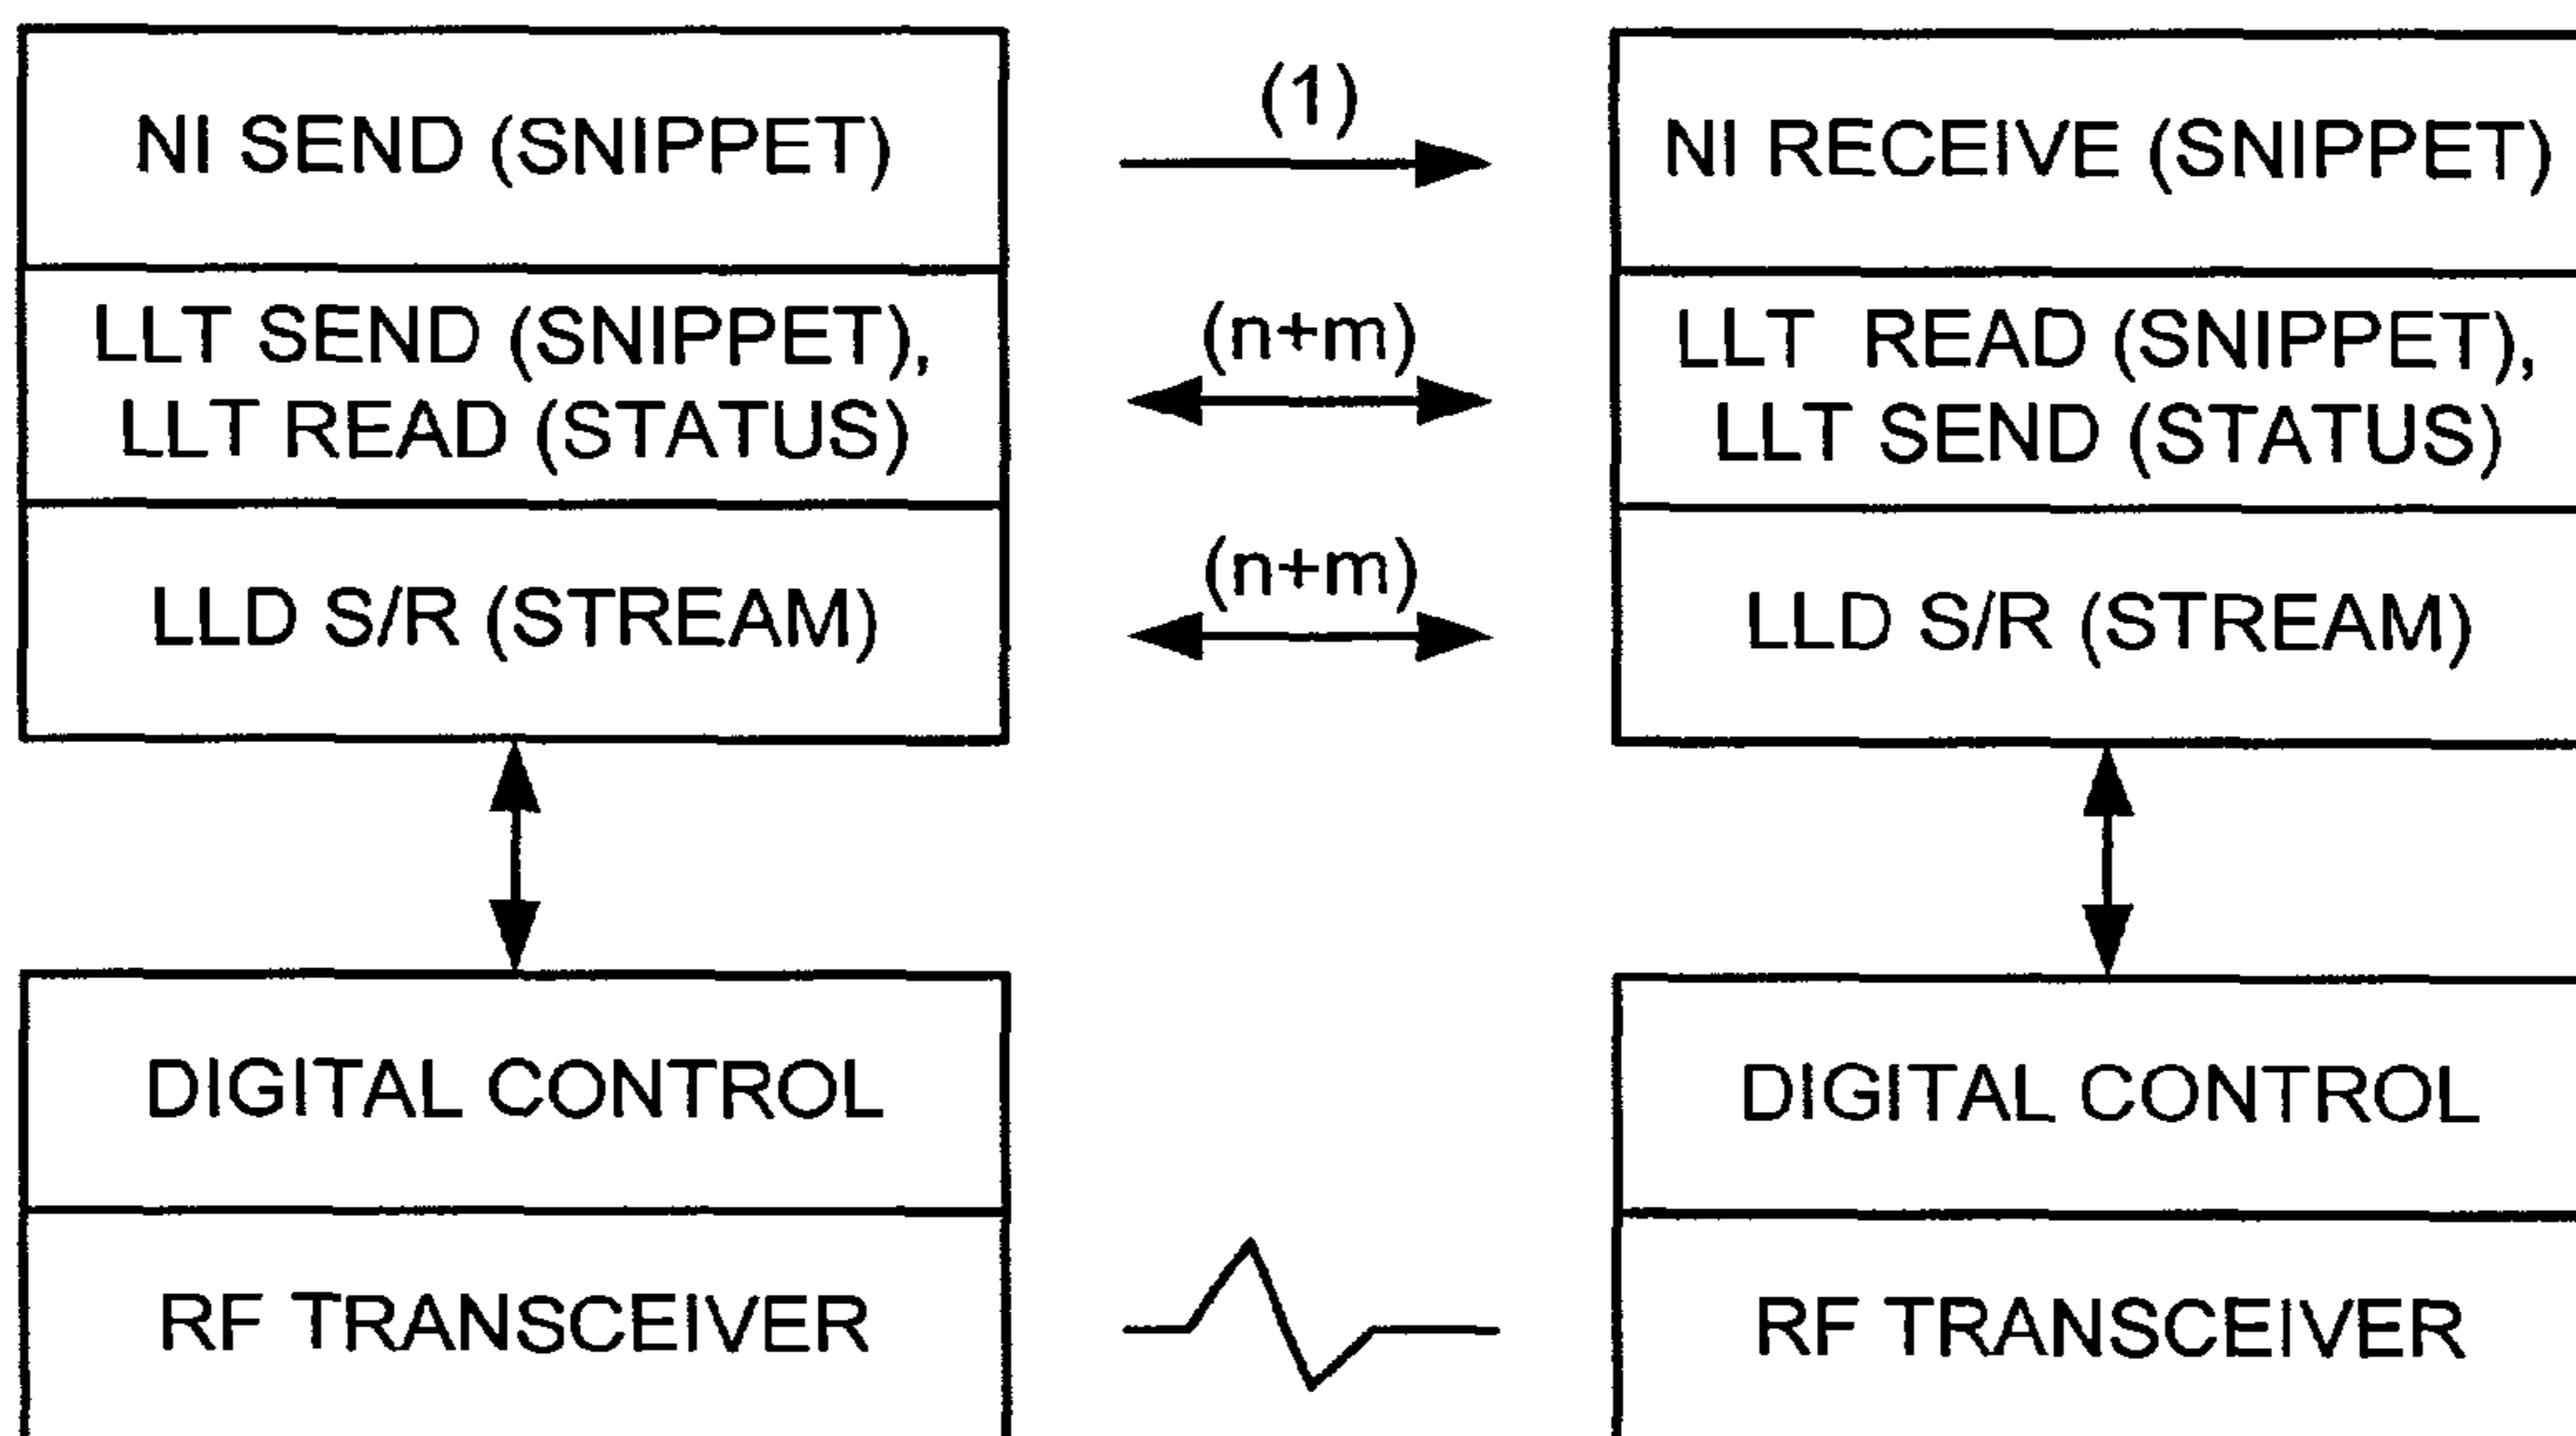 NI SEND (SNIPPET)
(1)
NI RECEIVE (SNIPPET)
LLT SEND (SNIPPET),
LLT READ (STATUS)
(n+m)
LLT READ (SNIPPET),
LLT SEND (STATUS)
LLD S/R (STREAM)
(n+m)
LLD S/R (STREAM)
DIGITAL CONTROL
DIGITAL CONTROL
RF TRANSCEIVER
RF TRANSCEIVER